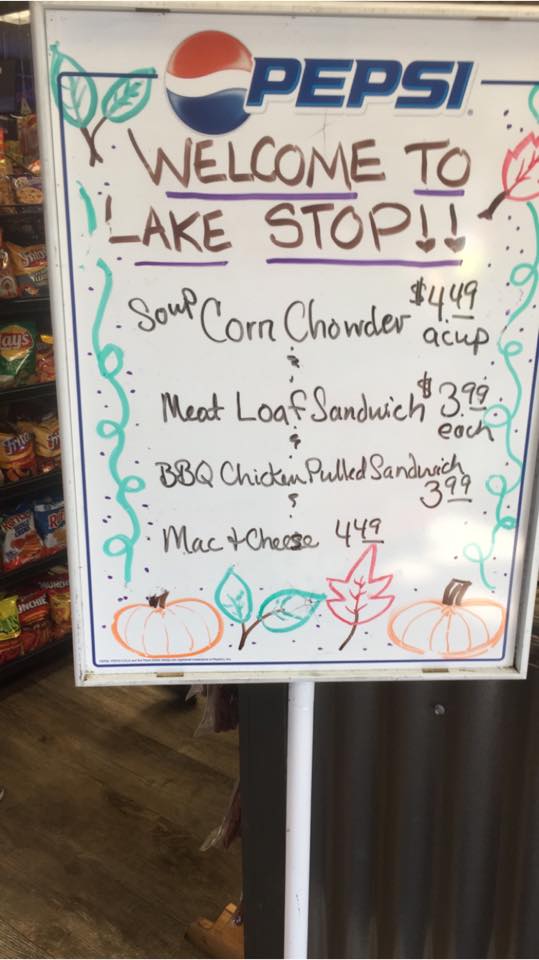 PEPSI
WELCOME TO
LAKE STOP!!
Soup Corn Chowder $4.49
a cup
Meat Loaf Sandwich $3.99
each
BBQ Chicken Pulled Sandwich
3.99
Mac + Cheese 4.49
Lay's